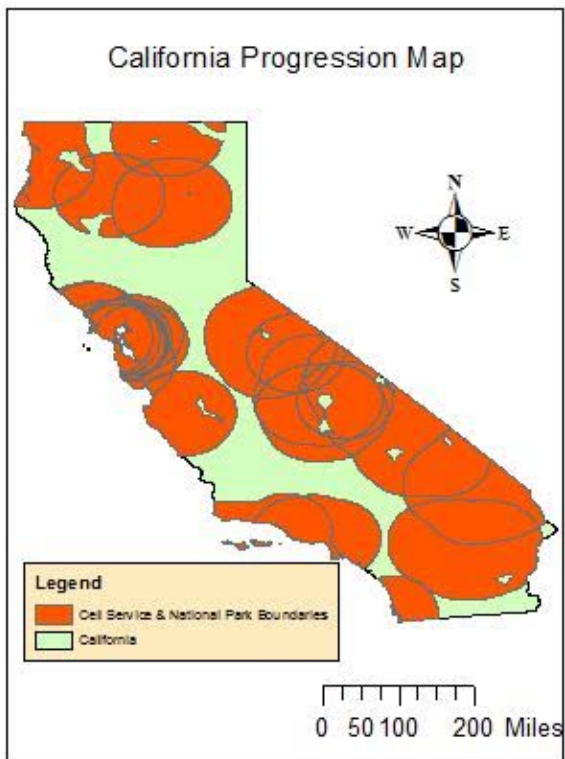 California Progression Map
N
W E
S
Legend
Cell Service & National Park Boundaries
California
0 50 100 200 Miles